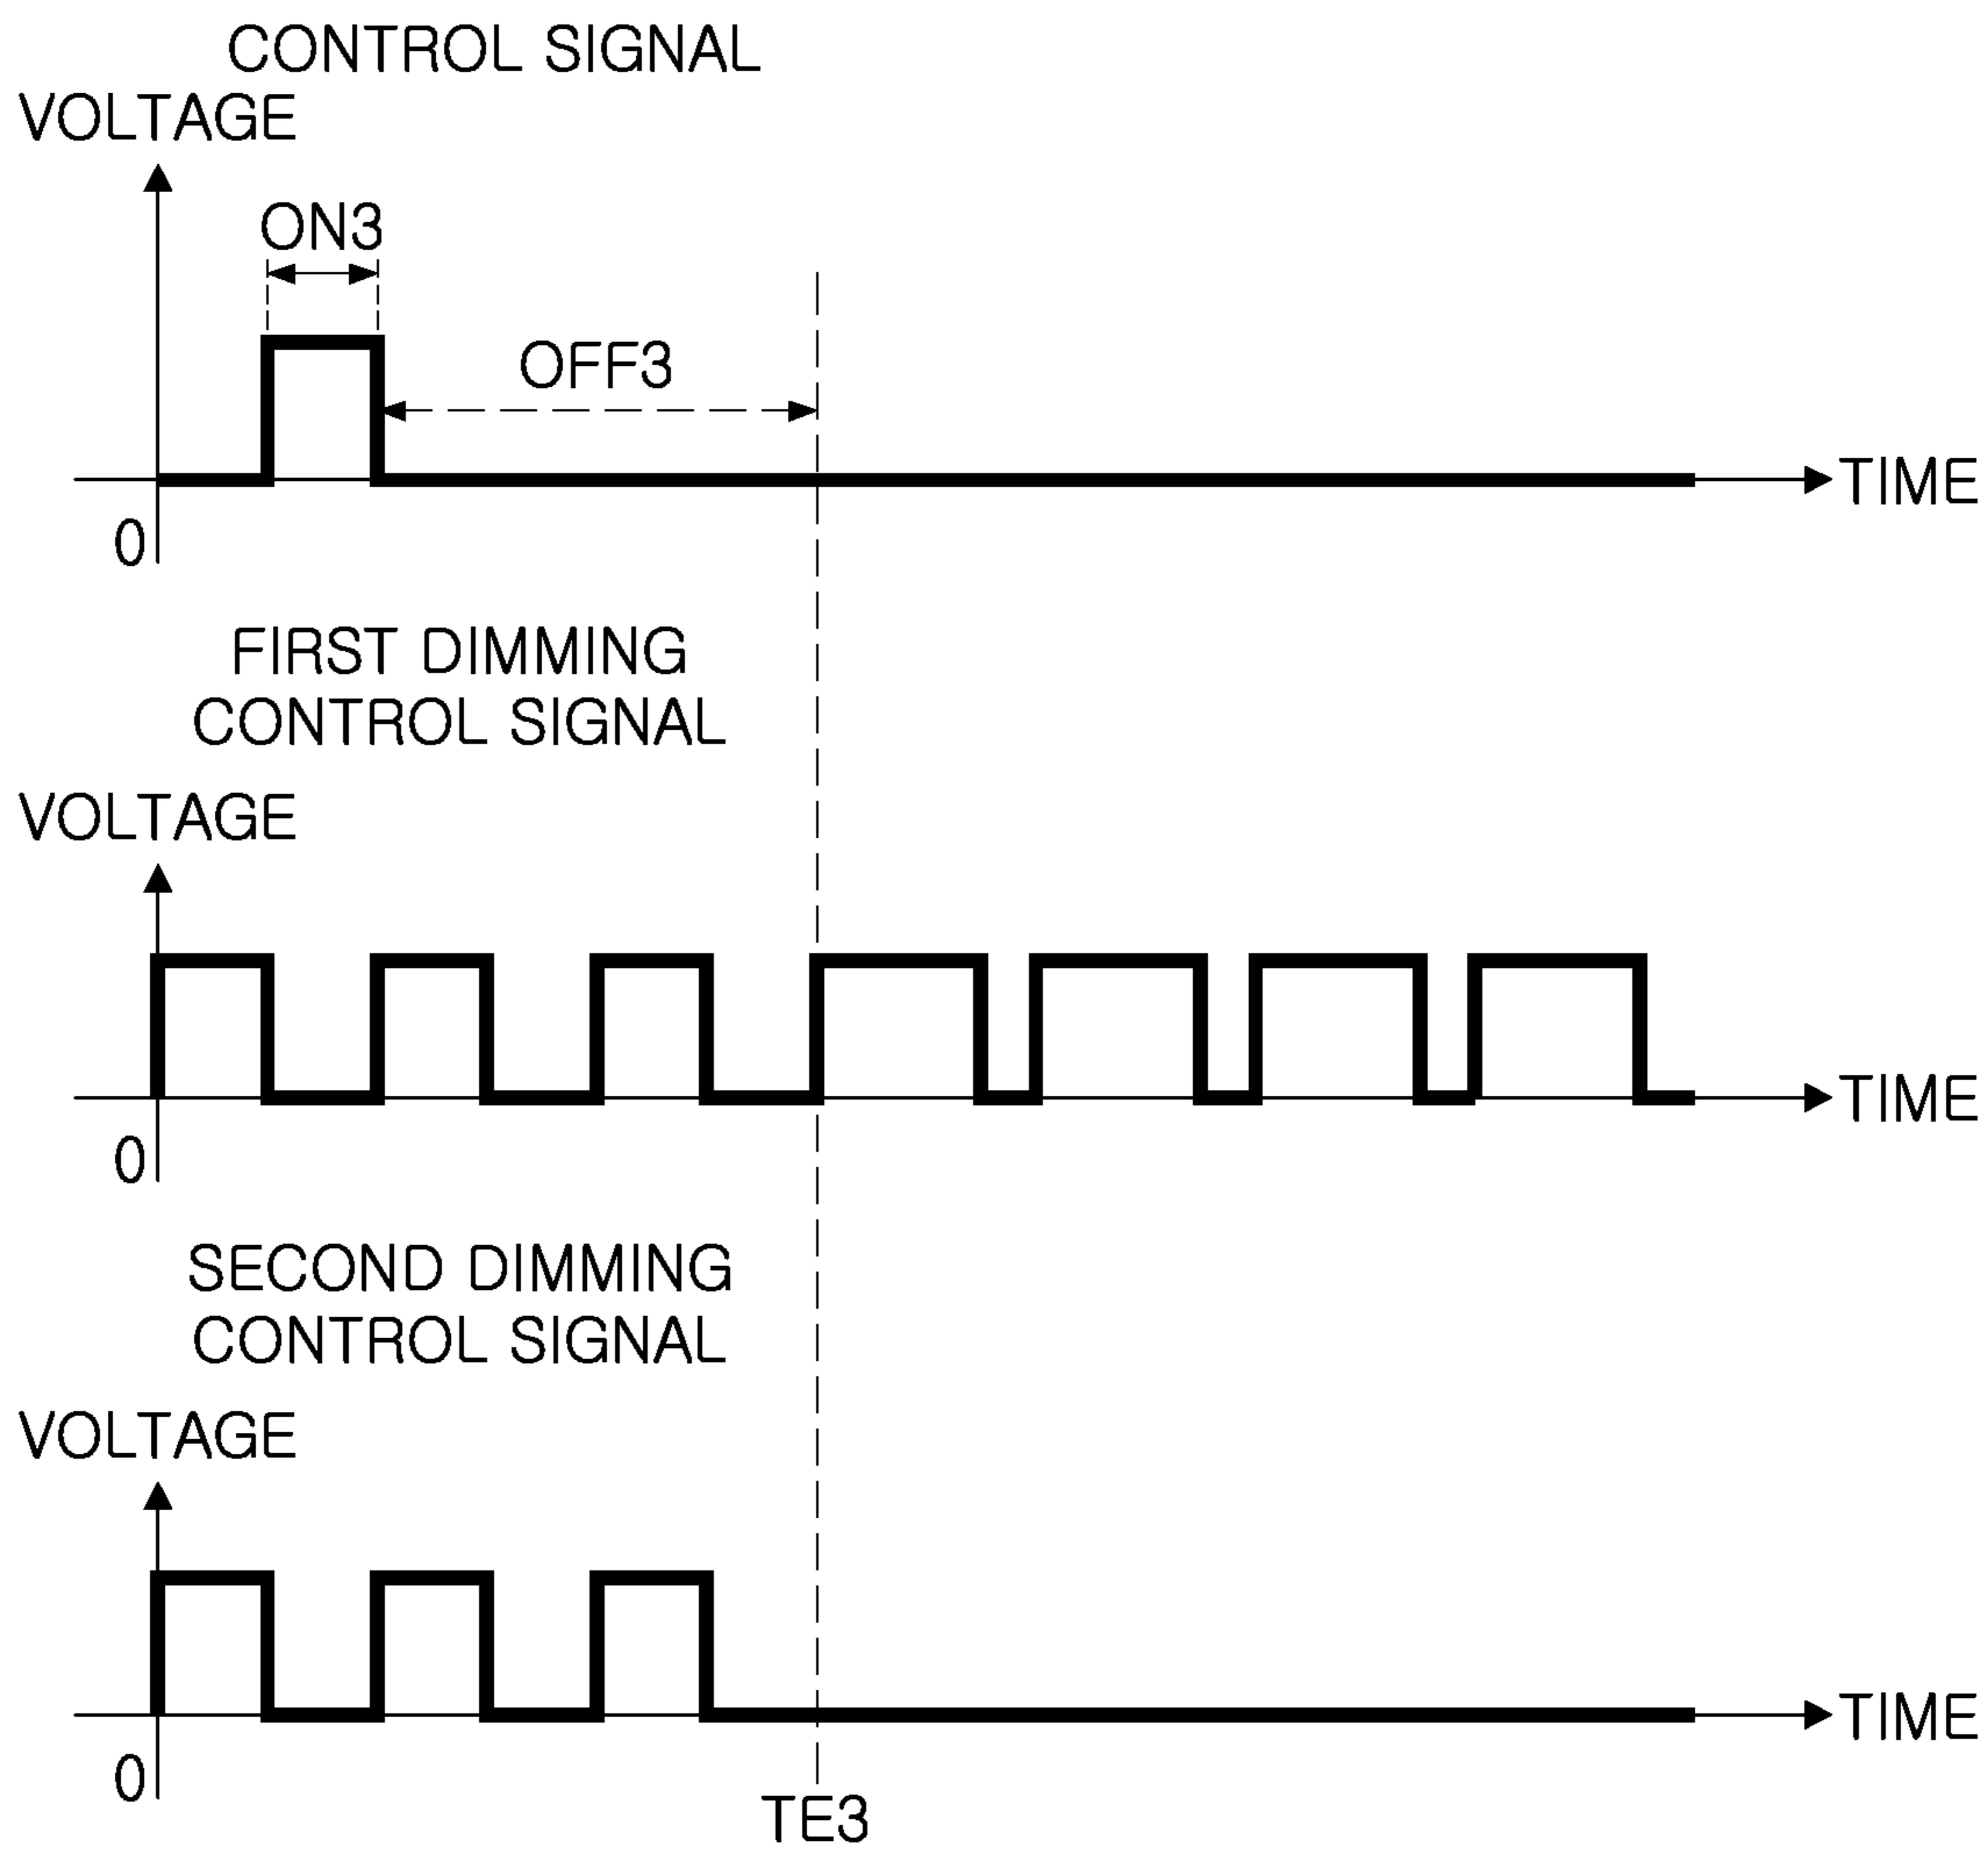 CONTROL SIGNAL
VOLTAGE
ON3
OFF3
TIME
0
FIRST DIMMING
CONTROL SIGNAL
VOLTAGE
TIME
0
SECOND DIMMING
CONTROL SIGNAL
VOLTAGE
TIME
0
TE3